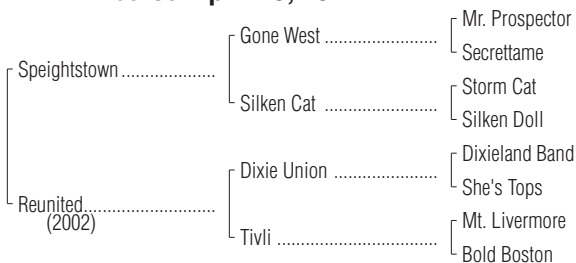 Mr. Prospector
Gone West
Secrettame
Speightstown
Storm Cat
Silken Cat
Silken Doll
Dixieland Band
Dixie Union
She's Tops
Reunited
(2002)
Mt. Livermore
Tivli
Bold Boston